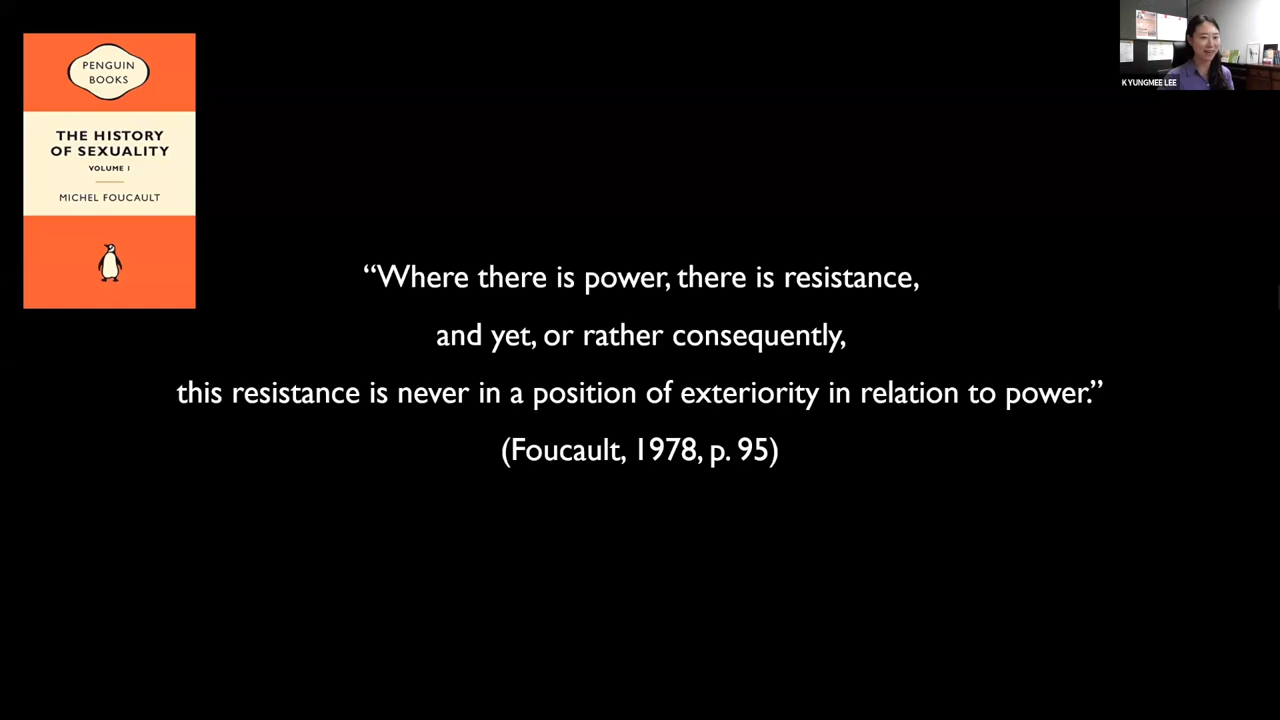 PENGUIN
BOOKS
THE HISTORY
OF SEXUALITY
VOLUME I
MICHEL FOUCAULT
KYUNGMEE LEE
“Where there is power, there is resistance,
and yet, or rather consequently,
this resistance is never in a position of exteriority in relation to power.”
(Foucault, 1978, p. 95)